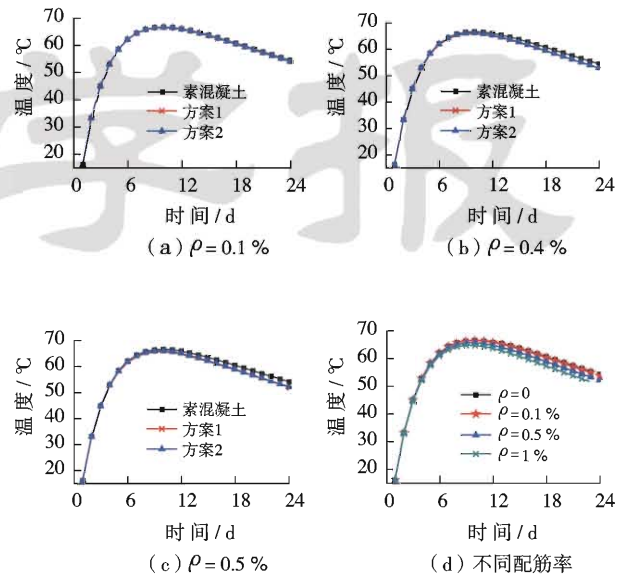 70
60
50
40
30
20
温度/℃
素混凝土
方案1
方案2
0 6 12 18 24
时间/d
(a) ρ=0.1 %
70
60
50
40
30
20
温度/℃
素混凝土
方案1
方案2
0 6 12 18 24
时间/d
(b) ρ=0.4 %
70
60
50
40
30
20
温度/℃
素混凝土
方案1
方案2
0 6 12 18 24
时间/d
(c) ρ=0.5 %
70
60
50
40
30
20
温度/℃
ρ=0
ρ=0.1 %
ρ=0.5 %
ρ=1 %
0 6 12 18 24
时间/d
(d) 不同配筋率
学报